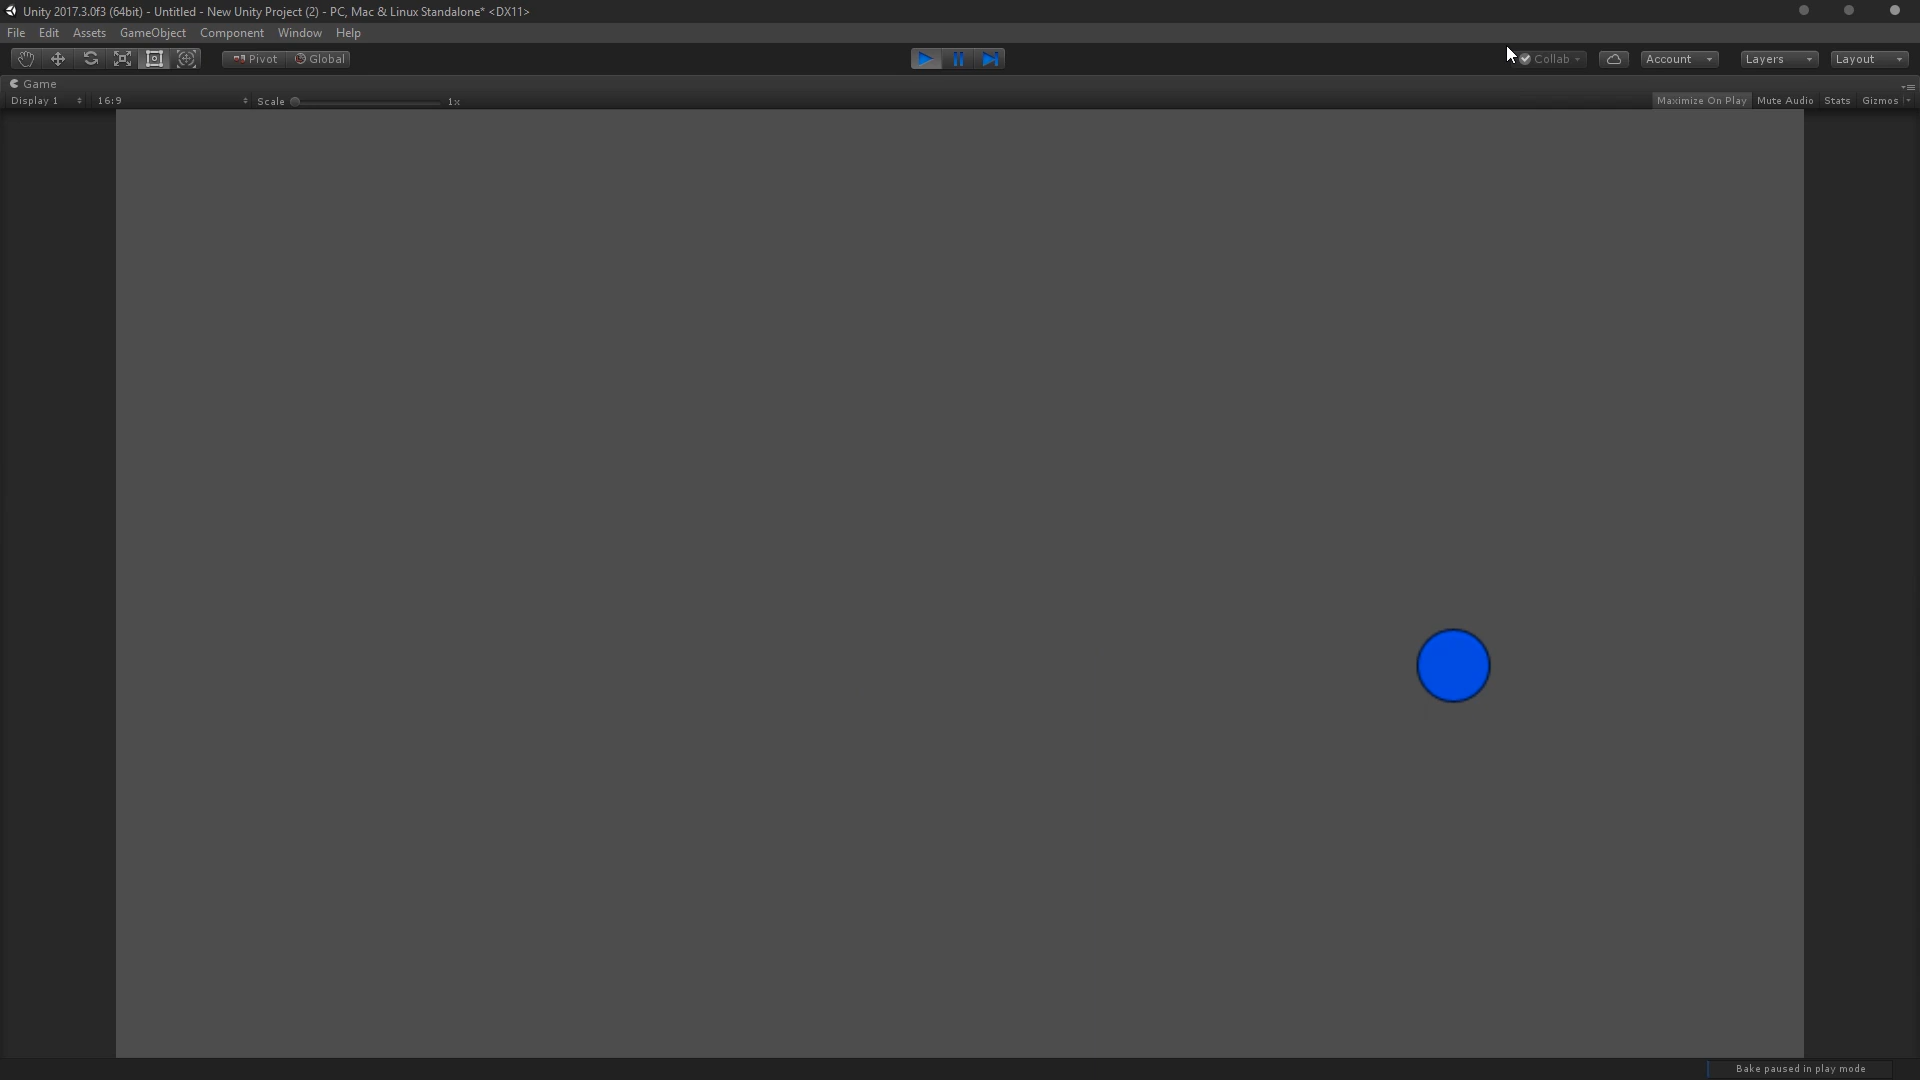 Unity 2017.3.0f3 (64bit) - Untitled - New Unity Project (2) - PC, Mac & Linux Standalone* <DX11>
File Edit Assets GameObject Component Window Help
Pivot Global Collab Account Layers Layout
Game
Display 1 16:9 Scale 1x Maximize On Play Mute Audio Stats Gizmos
Bake paused in play mode